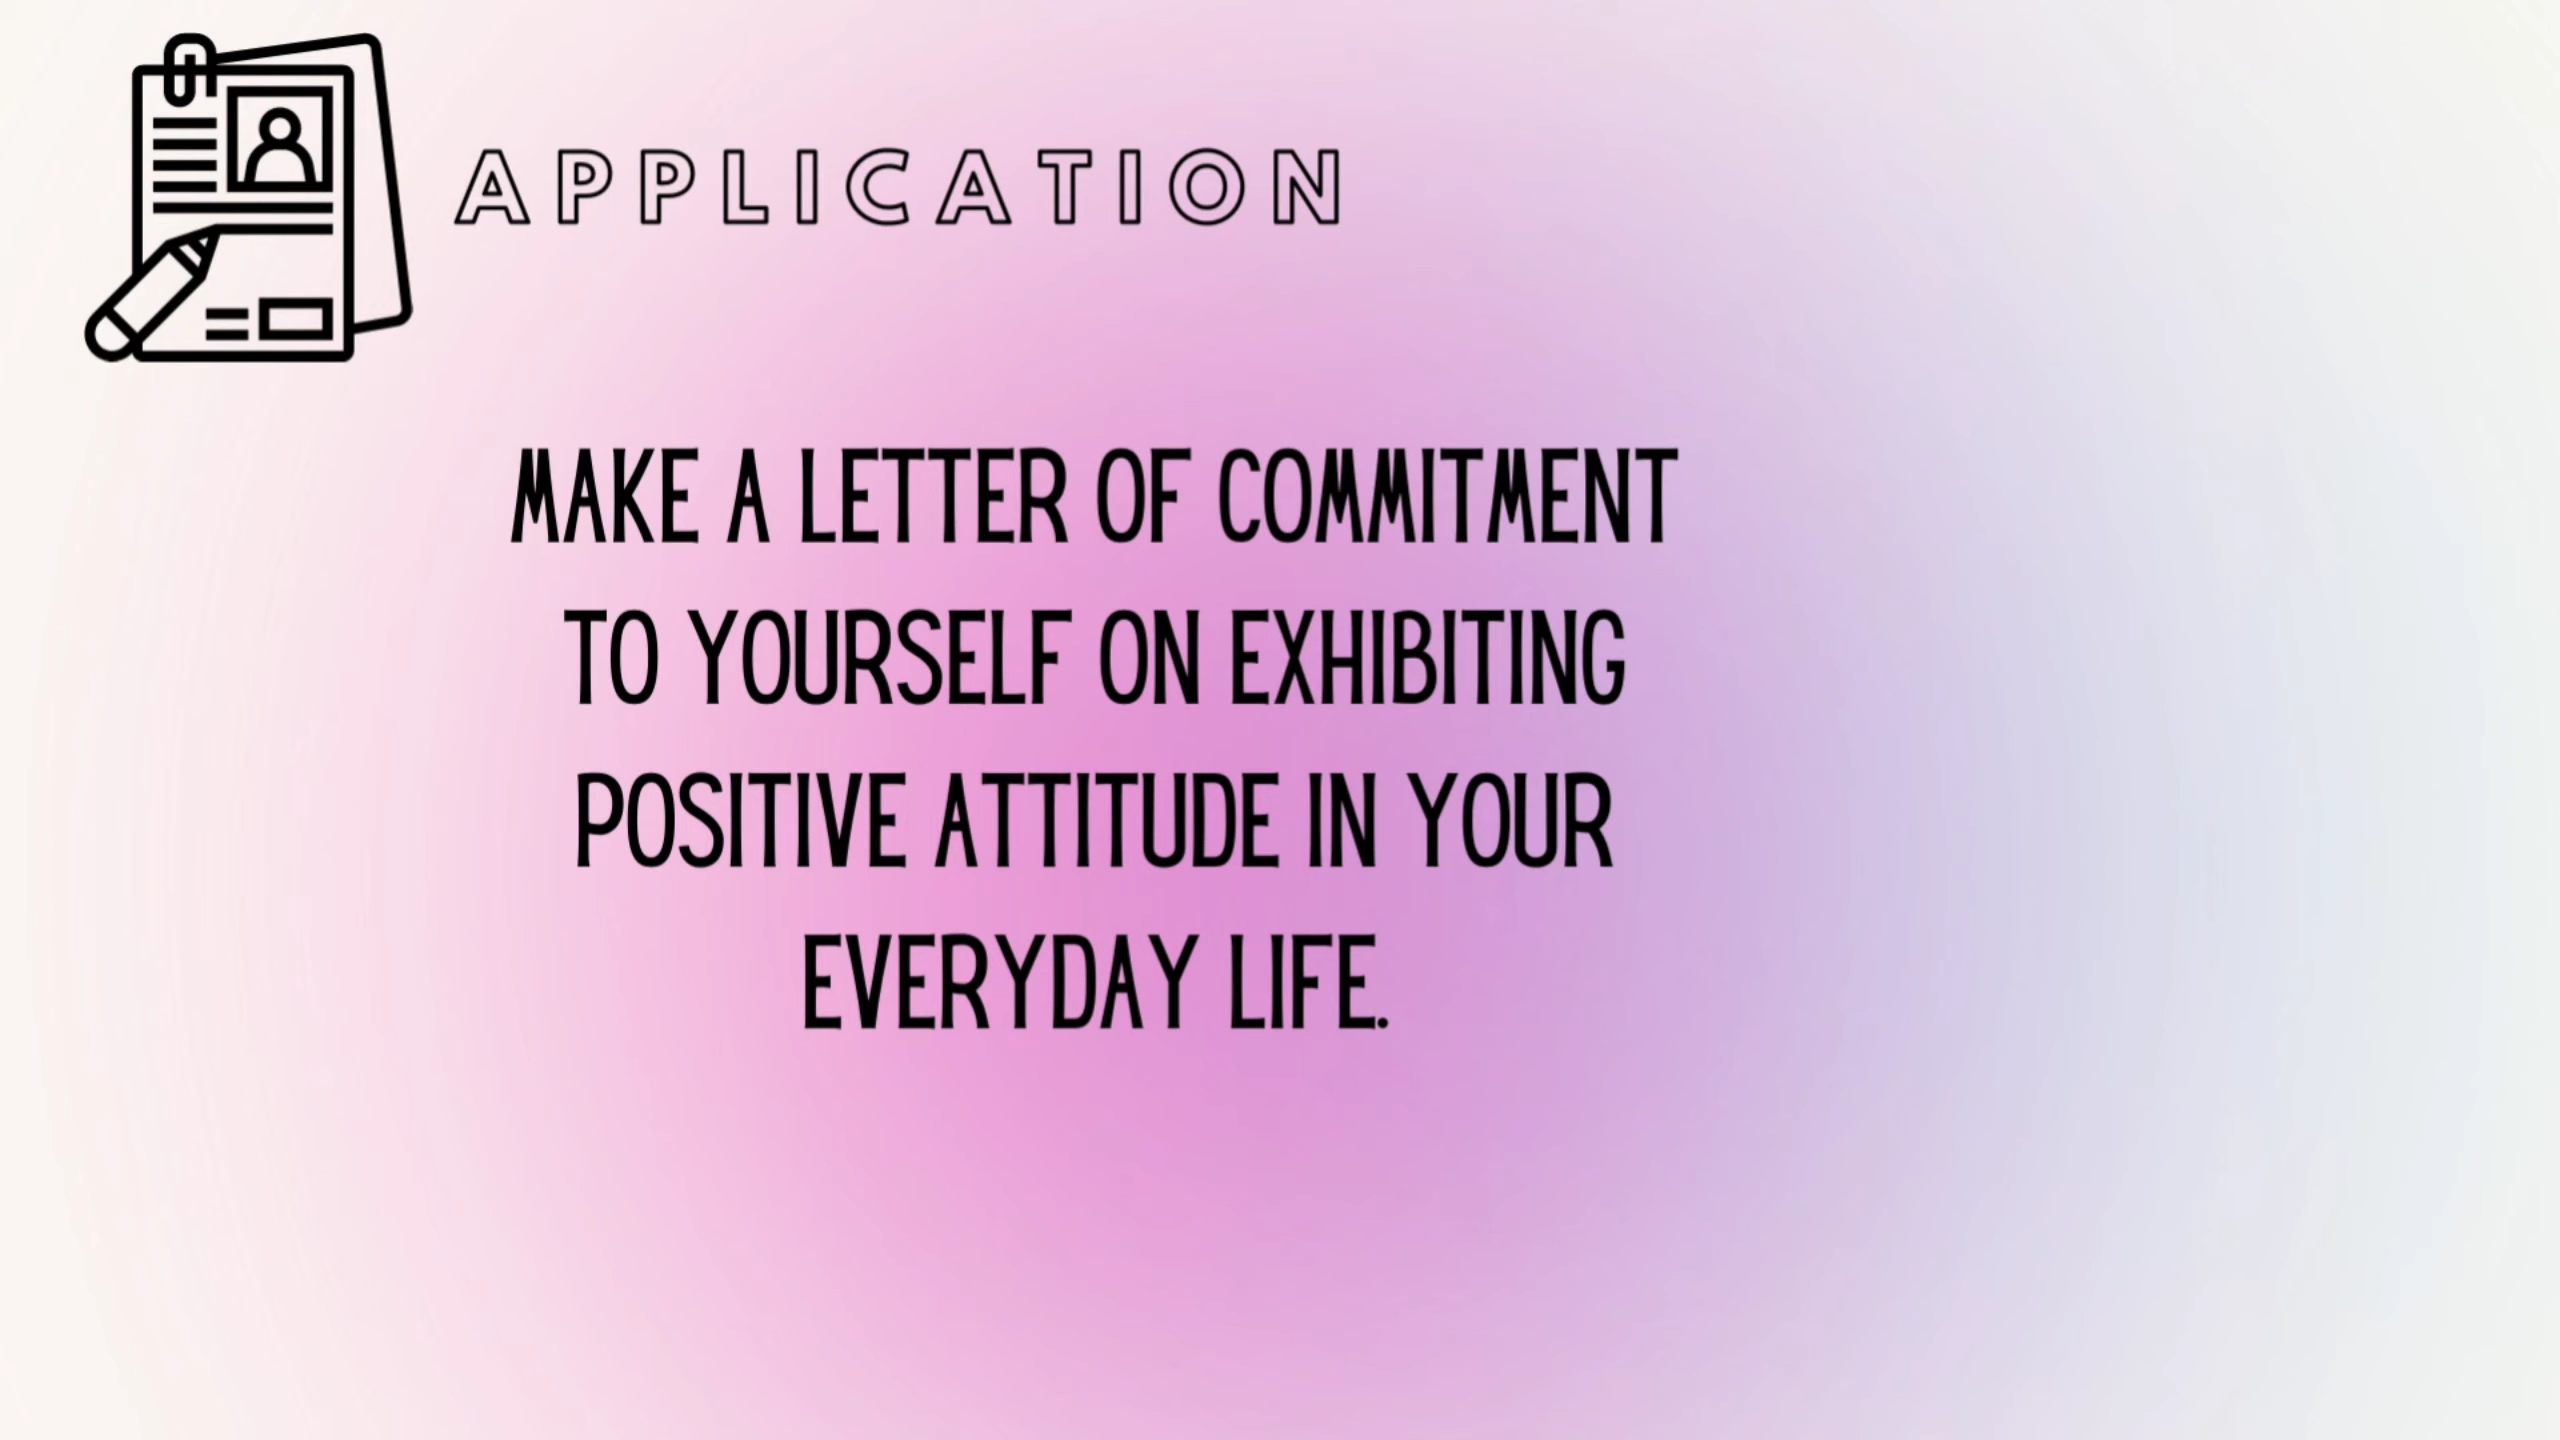 APPLICATION
MAKE A LETTER OF COMMITMENT
TO YOURSELF ON EXHIBITING
POSITIVE ATTITUDE IN YOUR
EVERYDAY LIFE.